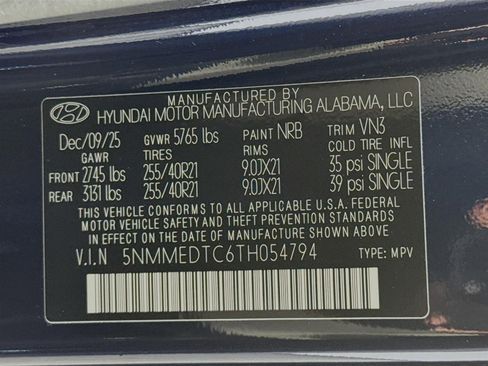 MANUFACTURED BY
HYUNDAI MOTOR MANUFACTURING ALABAMA, LLC
Dec/09/25 GVWR 5765 lbs PAINT NRB TRIM VN3
GAWR TIRES RIMS COLD TIRE INFL
FRONT 2745 lbs 255/40R21 9.0JX21 35 psi SINGLE
REAR 3131 lbs 255/40R21 9.0JX21 39 psi SINGLE
THIS VEHICLE CONFORMS TO ALL APPLICABLE U.S.A. FEDERAL
MOTOR VEHICLE SAFETY AND THEFT PREVENTION STANDARDS
IN EFFECT ON THE DATE OF MANUFACTURE SHOWN ABOVE.
V.I.N 5NMMEDTC6TH054794 TYPE: MPV